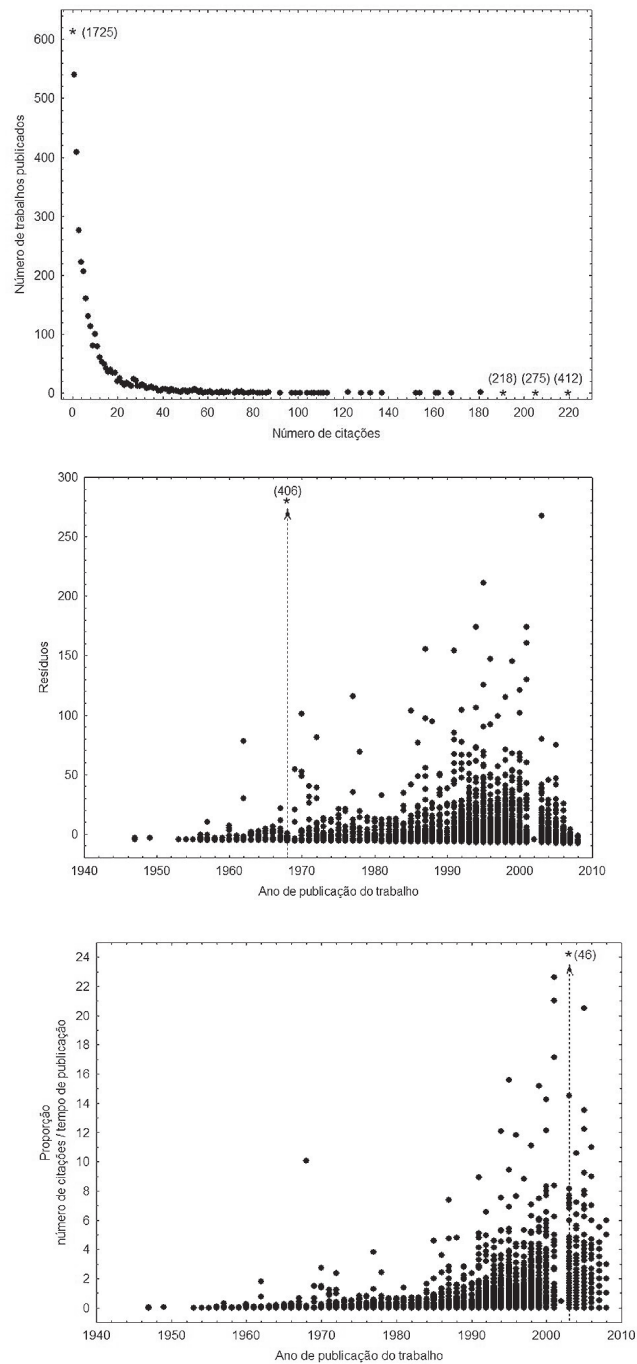 * (1725)
600
500
400
300
200
100
0
Número de trabalhos publicados
(218) (275) (412)
* * *
0 20 40 60 80 100 120 140 160 180 200 220
Número de citações
300
250
200
150
100
50
0
Resíduos
(406)
*
1940 1950 1960 1970 1980 1990 2000 2010
Ano de publicação do trabalho
24
22
20
18
16
14
12
10
8
6
4
2
0
Proporção
número de citações / tempo de publicação
* (46)
1940 1950 1960 1970 1980 1990 2000 2010
Ano de publicação do trabalho